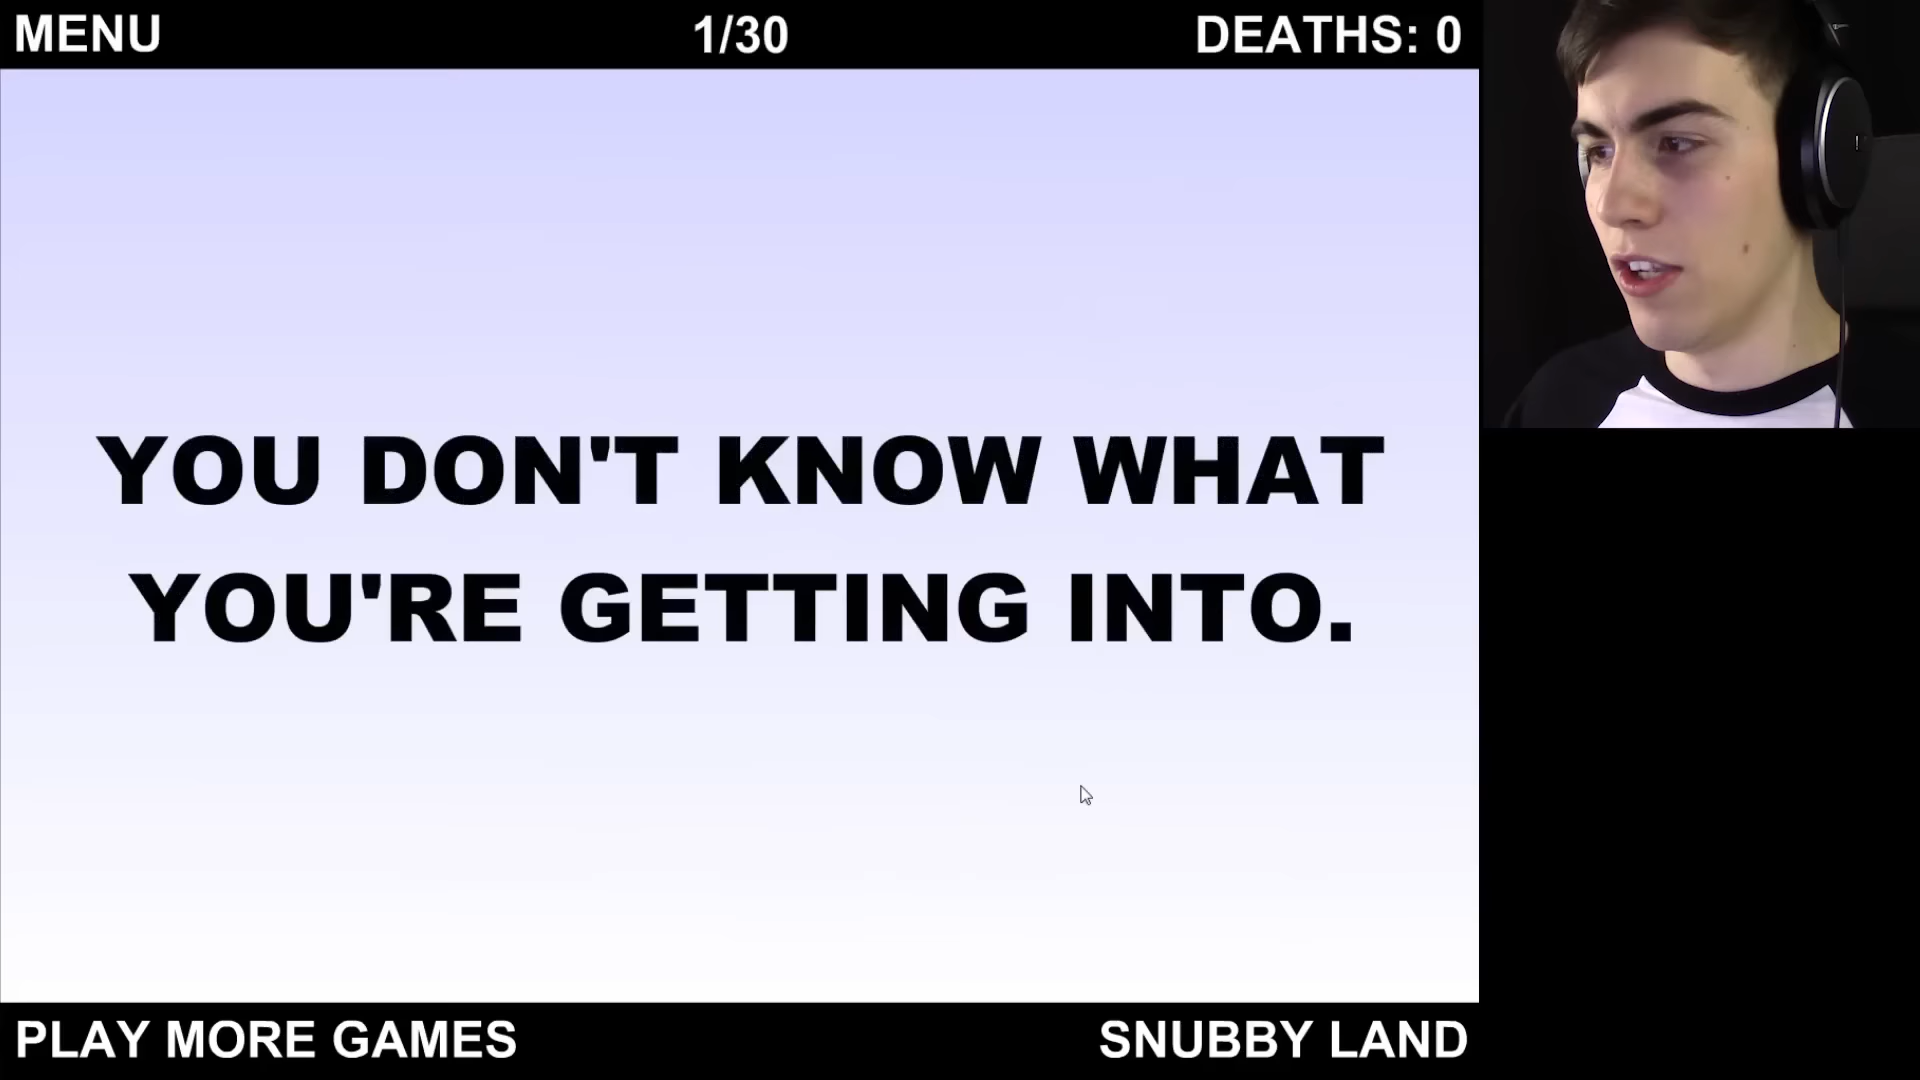 MENU
1/30
DEATHS: 0
YOU DON'T KNOW WHAT
YOU'RE GETTING INTO.
PLAY MORE GAMES
SNUBBY LAND